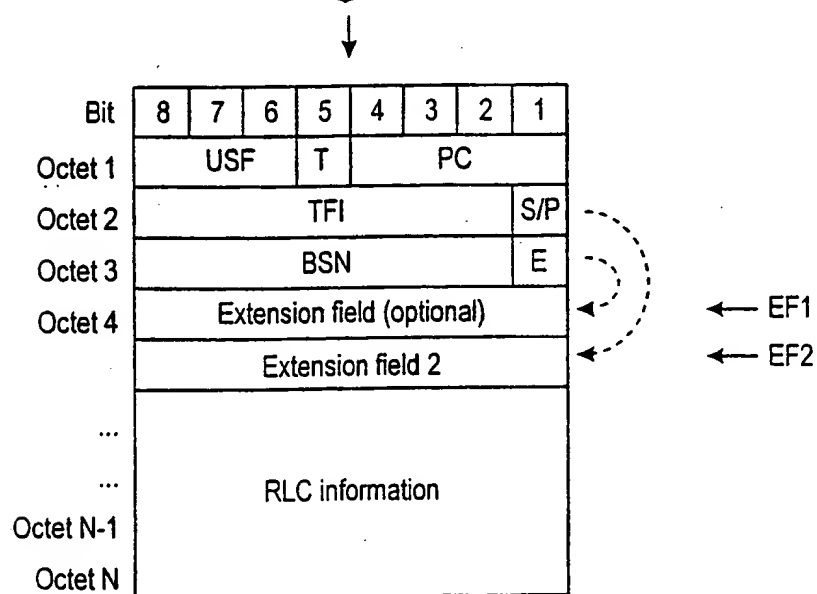 Bit 8 7 6 5 4 3 2 1
Octet 1 USF T PC
Octet 2 TFI S/P
Octet 3 BSN E
Octet 4 Extension field (optional) EF1
Extension field 2 EF2
...
... RLC information
Octet N-1
Octet N